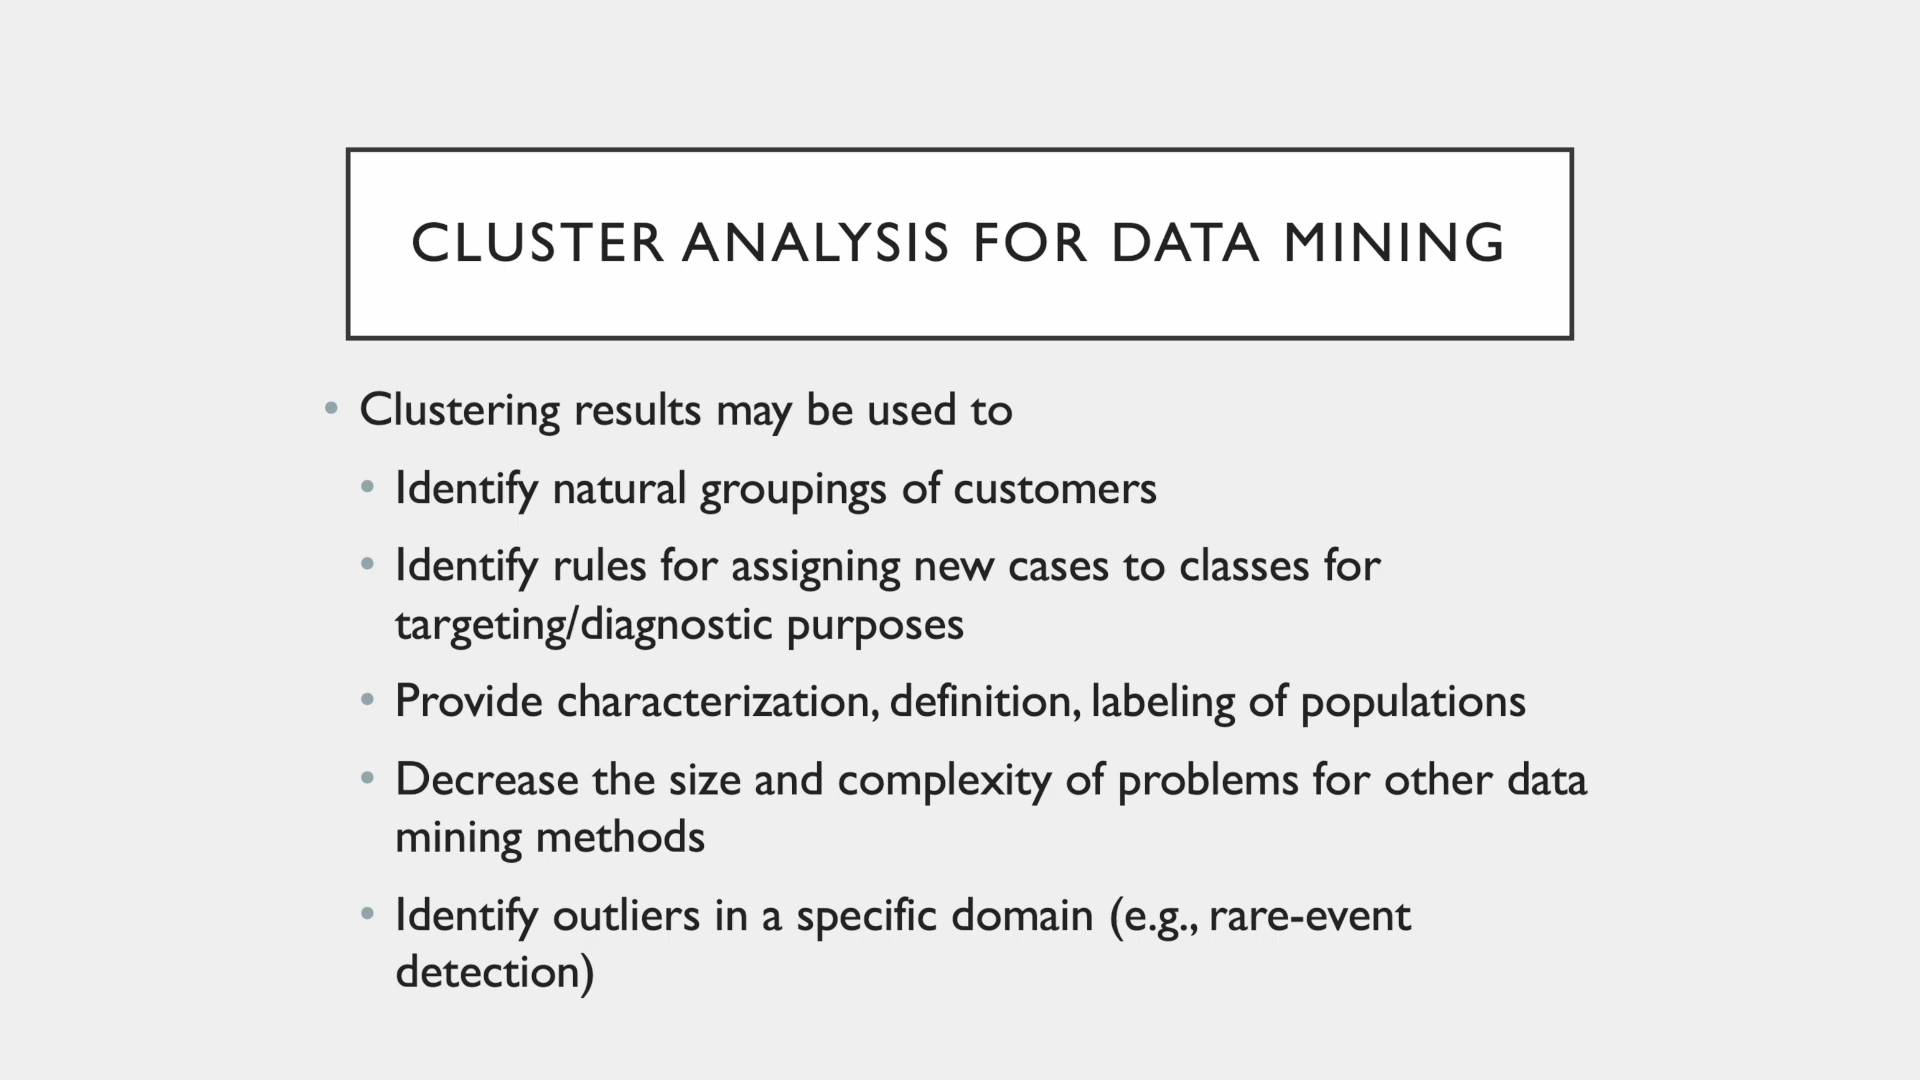 CLUSTER ANALYSIS FOR DATA MINING
• Clustering results may be used to
• Identify natural groupings of customers
• Identify rules for assigning new cases to classes for
targeting/diagnostic purposes
• Provide characterization, definition, labeling of populations
• Decrease the size and complexity of problems for other data
mining methods
• Identify outliers in a specific domain (e.g., rare-event
detection)